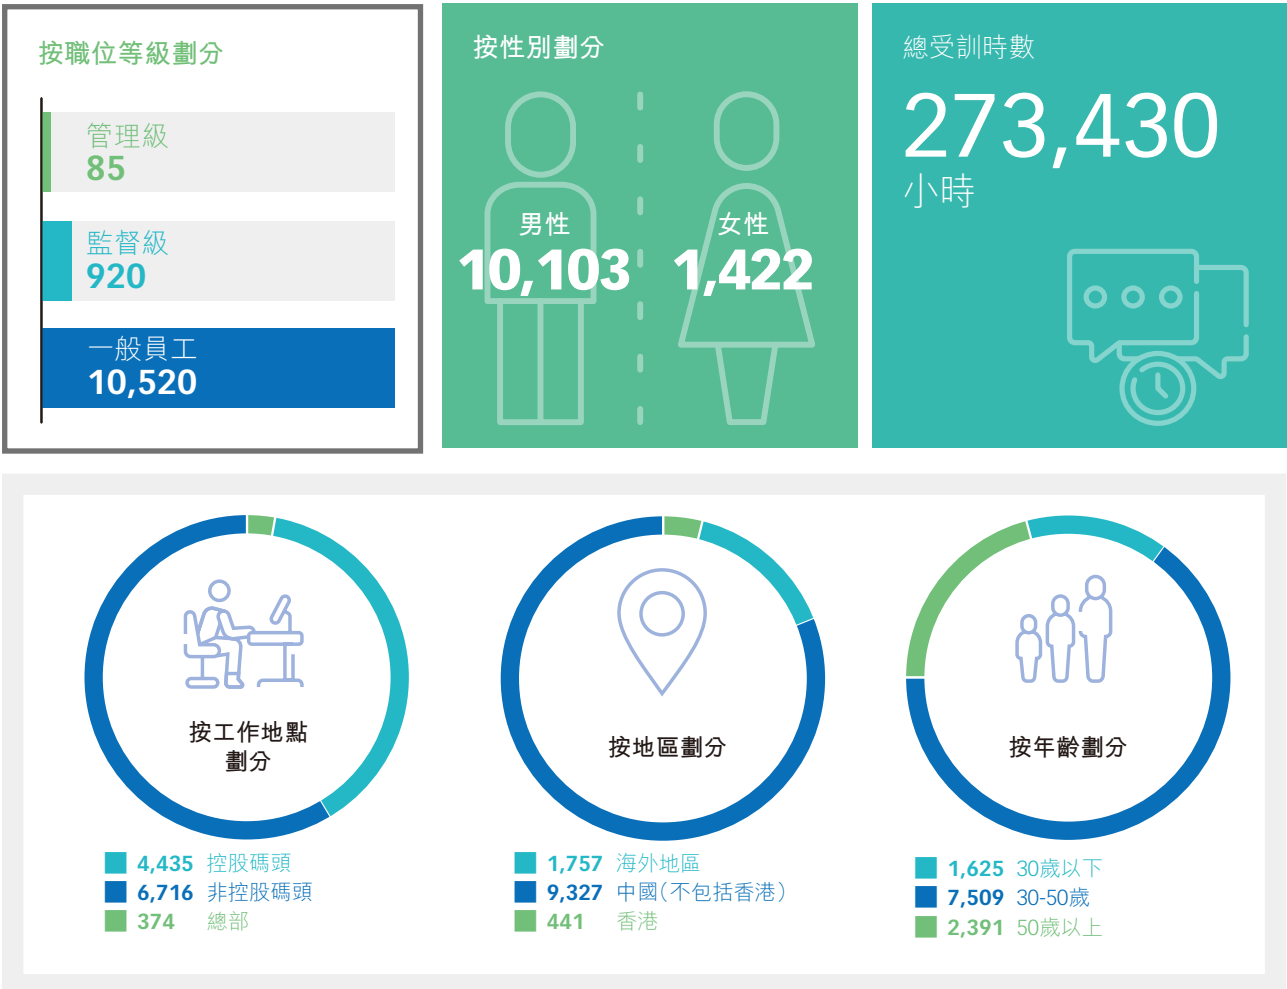 按職位等級劃分
管理級
85
監督級
920
一般員工
10,520
按性別劃分
男性
10,103
女性
1,422
總受訓時數
273,430
小時
按工作地點
劃分
4,435 控股碼頭
6,716 非控股碼頭
374 總部
按地區劃分
1,757 海外地區
9,327 中國(不包括香港)
441 香港
按年齡劃分
1,625 30歲以下
7,509 30-50歲
2,391 50歲以上